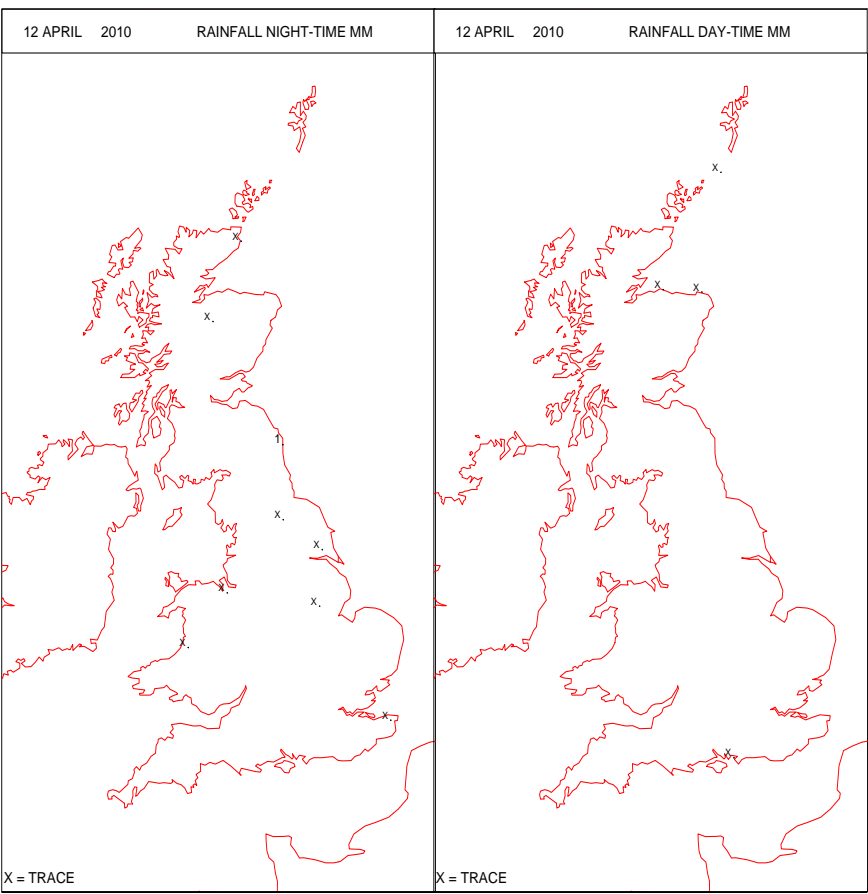 12 APRIL 2010 RAINFALL NIGHT-TIME MM
X.
X.
1.
X.
X.
X.
X.
X.
X.
X = TRACE
12 APRIL 2010 RAINFALL DAY-TIME MM
X.
X.
X.
X.
X = TRACE